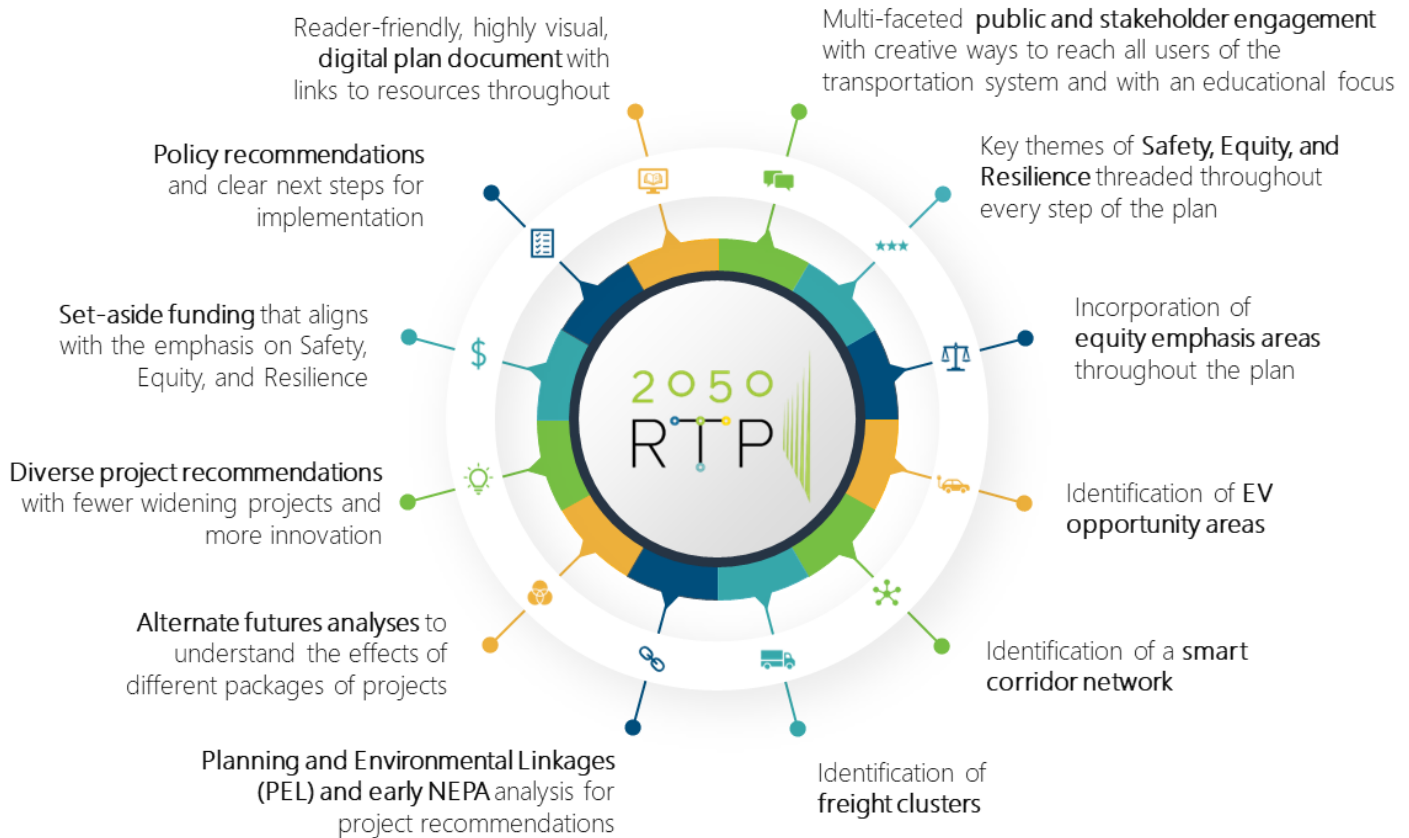 Reader-friendly, highly visual,
digital plan document with
links to resources throughout
Multi-faceted public and stakeholder engagement
with creative ways to reach all users of the
transportation system and with an educational focus
Policy recommendations
and clear next steps for
implementation
Key themes of Safety, Equity, and
Resilience threaded throughout
every step of the plan
Set-aside funding that aligns
with the emphasis on Safety,
Equity, and Resilience
$
Incorporation of
equity emphasis areas
throughout the plan
2050
RTP
Diverse project recommendations
with fewer widening projects and
more innovation
Identification of EV
opportunity areas
Alternate futures analyses to
understand the effects of
different packages of projects
Identification of a smart
corridor network
Planning and Environmental Linkages
(PEL) and early NEPA analysis for
project recommendations
Identification of
freight clusters